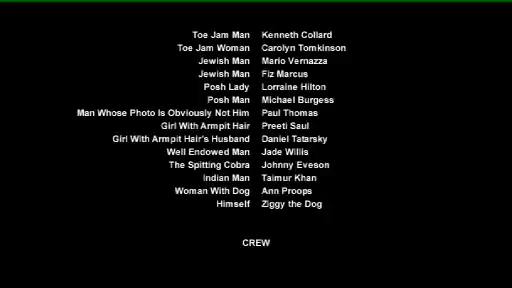 Toe Jam Man Kenneth Collard
Toe Jam Woman Carolyn Tomkinson
Jewish Man Mario Vernazza
Jewish Man Fiz Marcus
Posh Lady Lorraine Hilton
Posh Man Michael Burgess
Man Whose Photo Is Obviously Not Him Paul Thomas
Girl With Armpit Hair Preeti Saul
Girl With Armpit Hair's Husband Daniel Tatarsky
Well Endowed Man Jade Willis
The Spitting Cobra Johnny Eveson
Indian Man Taimur Khan
Woman With Dog Ann Proops
Himself Ziggy the Dog
CREW